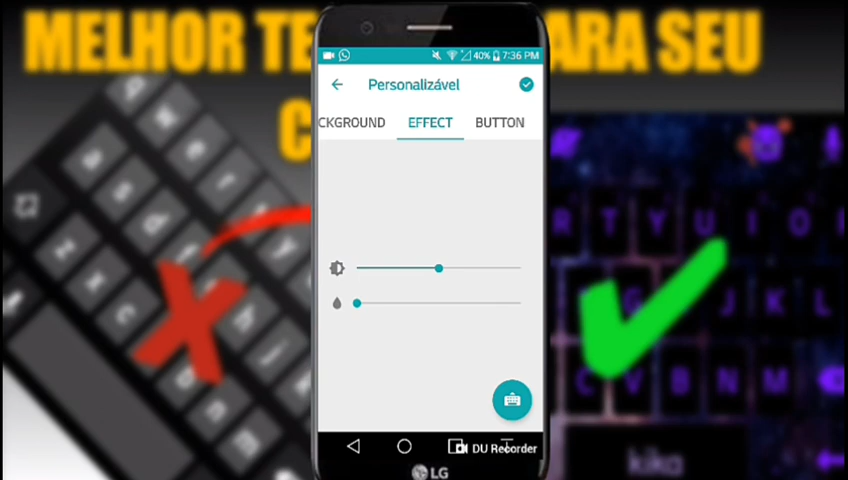 MELHOR TE ARA SEU
C
40% 7:36 PM
Personalizável
CKGROUND EFFECT BUTTON
R T Y U I O
G J K L
C V B N M
kika
DU Recorder
LG